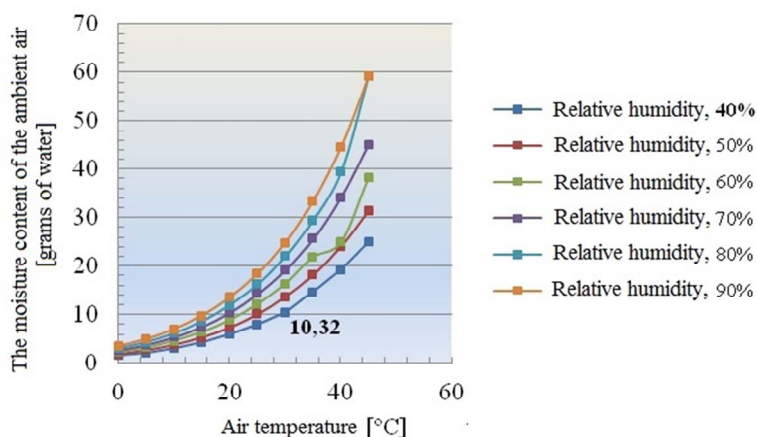 The moisture content of the ambient air
[grams of water]
70
60
50
40
30
20
10
0
10,32
0
20
40
60
Air temperature [°C]
Relative humidity, 40%
Relative humidity, 50%
Relative humidity, 60%
Relative humidity, 70%
Relative humidity, 80%
Relative humidity, 90%